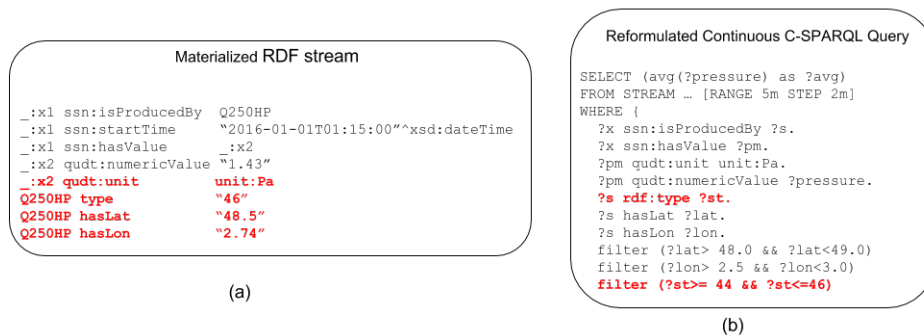 Materialized RDF stream
_:x1 ssn:isProducedBy Q250HP
_:x1 ssn:startTime "2016-01-01T01:15:00"^xsd:dateTime
_:x1 ssn:hasValue _:x2
_:x2 qudt:numericValue "1.43"
_:x2 qudt:unit unit:Pa
Q250HP type "46"
Q250HP hasLat "48.5"
Q250HP hasLon "2.74"
(a)
Reformulated Continuous C-SPARQL Query
SELECT (avg(?pressure) as ?avg)
FROM STREAM … [RANGE 5m STEP 2m]
WHERE {
?x ssn:isProducedBy ?s.
?x ssn:hasValue ?pm.
?pm qudt:unit unit:Pa.
?pm qudt:numericValue ?pressure.
?s rdf:type ?st.
?s hasLat ?lat.
?s hasLon ?lon.
filter (?lat> 48.0 && ?lat<49.0)
filter (?lon> 2.5 && ?lon<3.0)
filter (?st>= 44 && ?st<=46)
(b)